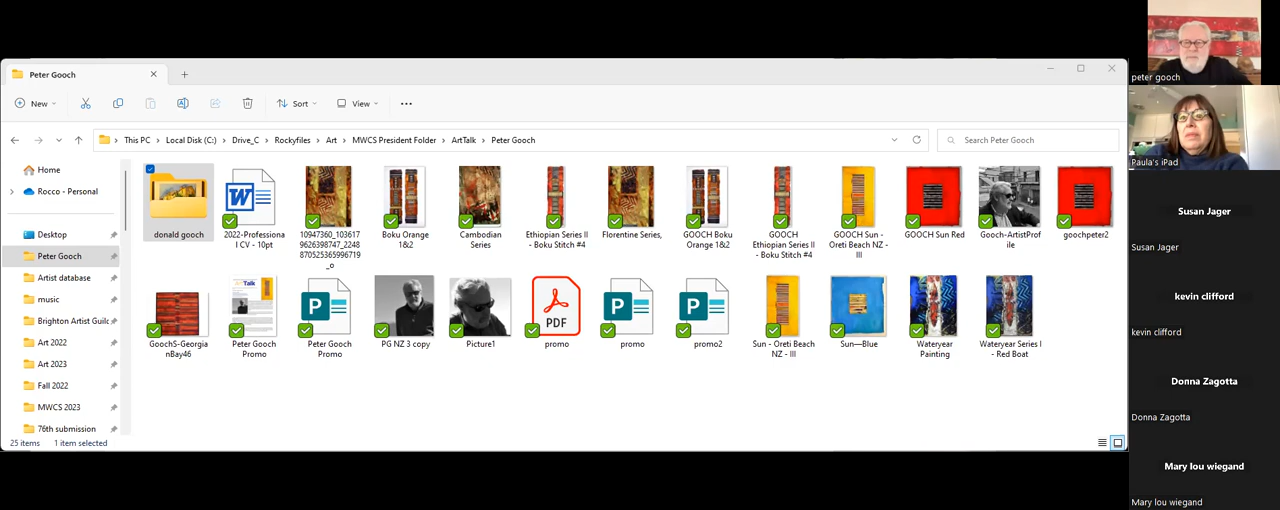 Peter Gooch
New
Sort
View
This PC
Local Disk (C:)
Drive_C
Rockyfiles
Art
MWCS President Folder
ArtTalk
Peter Gooch
Search Peter Gooch
Home
Rocco - Personal
Desktop
Peter Gooch
Artist database
music
Brighton Artist Guild
Art 2022
Art 2023
Fall 2022
MWCS 2023
76th submission
donald gooch
2022-Professiona
l CV - 10pt
10947360_103617
9626398747_2248
870525365996719
_o
Boku Orange
1&2
Cambodian
Series
Ethiopian Series II
- Boku Stitch #4
Florentine Series,
GOOCH Boku
Orange 1&2
GOOCH
Ethiopian Series II
- Boku Stitch #4
GOOCH Sun -
Oreti Beach NZ -
III
GOOCH Sun Red
Gooch-ArtistProf
ile
goochpeter2
GoochS-Georgia
nBay46
Peter Gooch
Promo
Peter Gooch
Promo
PG NZ 3 copy
Picture1
PDF
promo
promo
promo2
Sun - Oreti Beach
NZ - III
Sun—Blue
Wateryear
Painting
Wateryear Series I
- Red Boat
25 items
1 item selected
peter gooch
Paula's iPad
Susan Jager
Susan Jager
kevin clifford
kevin clifford
Donna Zagotta
Donna Zagotta
Mary lou wiegand
Mary lou wiegand